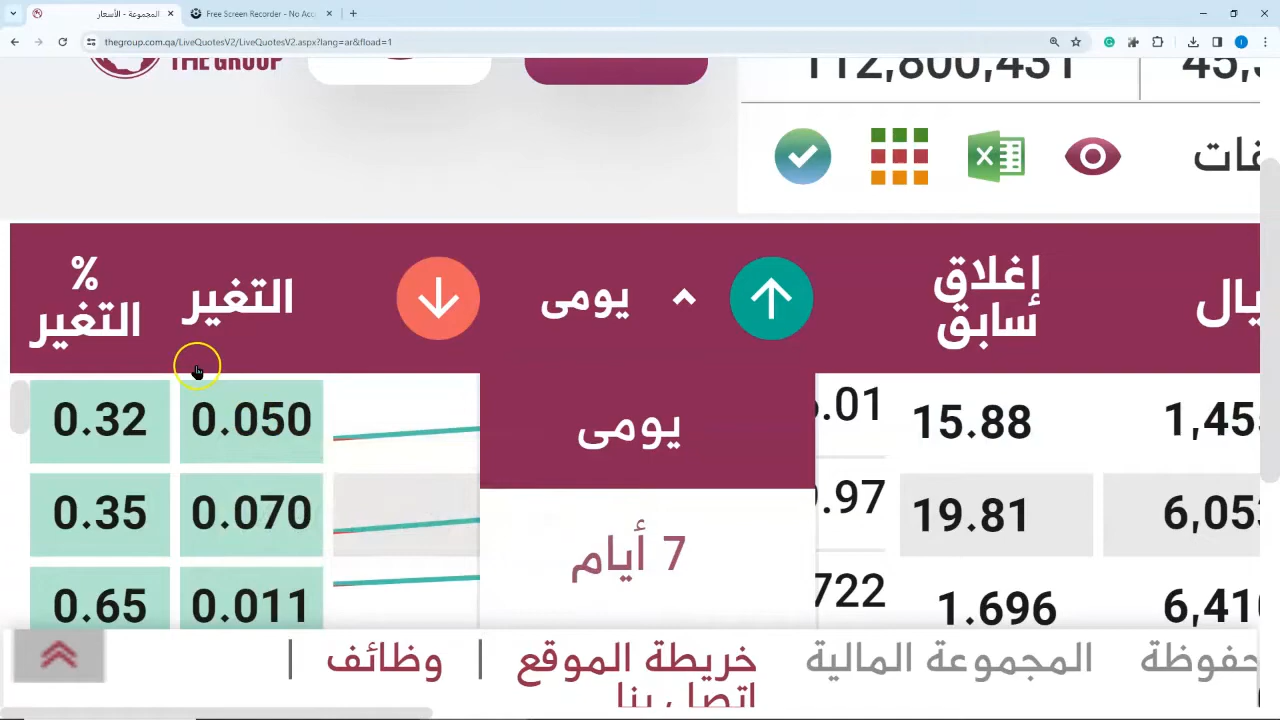 المجموعة - الأسعار
Free Screen Recorder - No Acc
thegroup.com.qa/LiveQuotesV2/LiveQuotesV2.aspx?lang=ar&fload=1
THE GROUP
112,800,431
إغلاق سابق
يومى
التغير
% التغير
15.88
0.050
0.32
يومى
6,05
19.81
0.070
0.35
7 أيام
1.696
0.011
0.65
المجموعة المالية
خريطة الموقع
وظائف
اتصل بنا